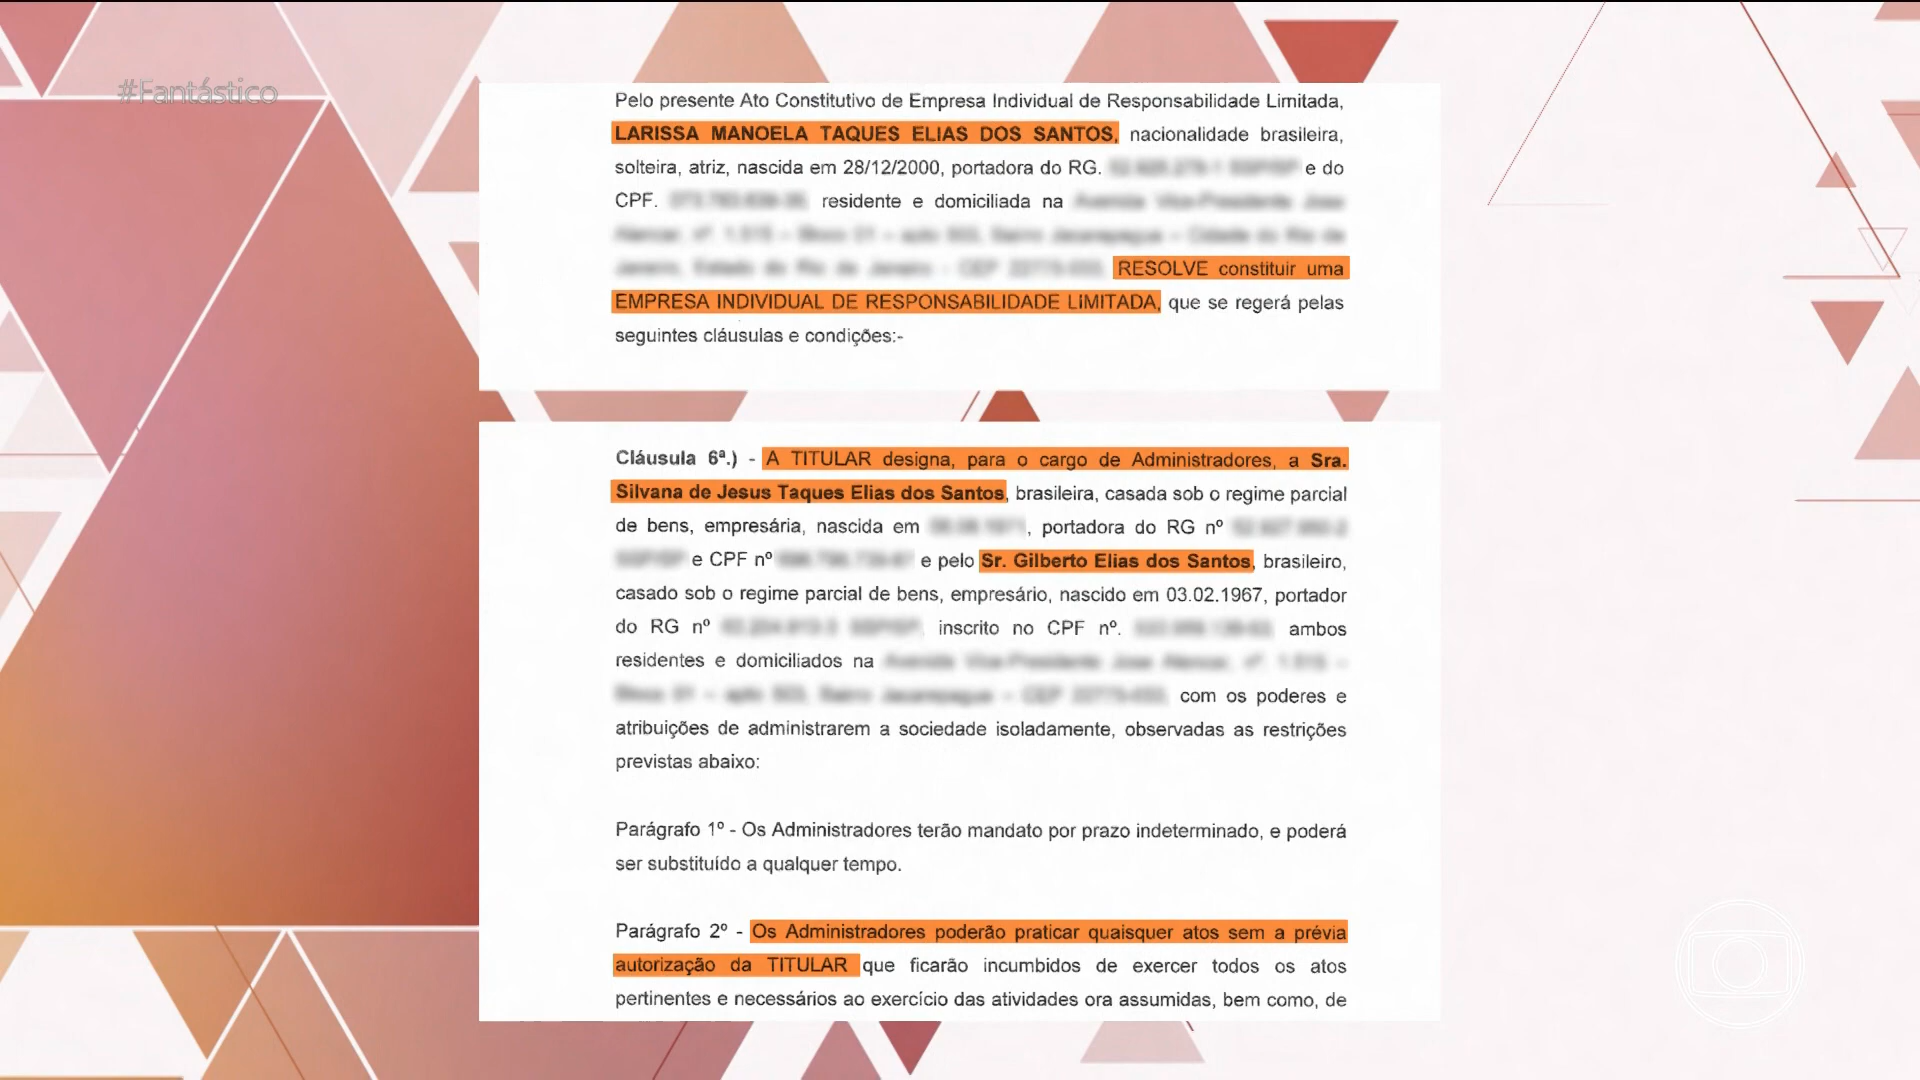 #Fantástico
Pelo presente Ato Constitutivo de Empresa Individual de Responsabilidade Limitada,
LARISSA MANOELA TAQUES ELIAS DOS SANTOS, nacionalidade brasileira,
solteira, atriz, nascida em 28/12/2000, portadora do RG. e do
CPF. residente e domiciliada na
RESOLVE constituir uma
EMPRESA INDIVIDUAL DE RESPONSABILIDADE LIMITADA, que se regerá pelas
seguintes cláusulas e condições:-
Cláusula 6ª.) - A TITULAR designa, para o cargo de Administradores, a Sra.
Silvana de Jesus Taques Elias dos Santos, brasileira, casada sob o regime parcial
de bens, empresária, nascida em , portadora do RG nº
e CPF nº e pelo Sr. Gilberto Elias dos Santos, brasileiro,
casado sob o regime parcial de bens, empresário, nascido em 03.02.1967, portador
do RG nº inscrito no CPF nº. ambos
residentes e domiciliados na
com os poderes e
atribuições de administrarem a sociedade isoladamente, observadas as restrições
previstas abaixo:
Parágrafo 1º - Os Administradores terão mandato por prazo indeterminado, e poderá
ser substituído a qualquer tempo.
Parágrafo 2º - Os Administradores poderão praticar quaisquer atos sem a prévia
autorização da TITULAR que ficarão incumbidos de exercer todos os atos
pertinentes e necessários ao exercício das atividades ora assumidas, bem como, de